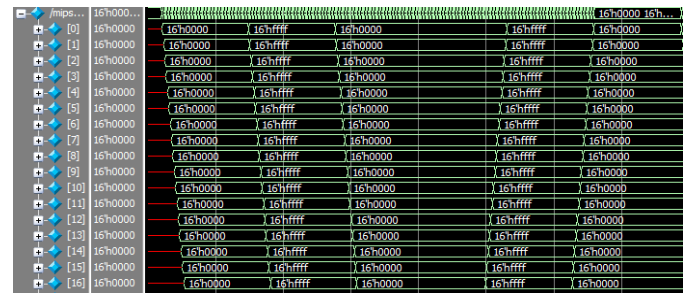 /mips... 16'h000... 16'h0000 16'h...
[0] 16'h0000 16'h0000 16'hffff 16'h0000 16'hffff 16'h0000
[1] 16'h0000 16'h0000 16'hffff 16'h0000 16'hffff 16'h0000
[2] 16'h0000 16'h0000 16'hffff 16'h0000 16'hffff 16'h0000
[3] 16'h0000 16'h0000 16'hffff 16'h0000 16'hffff 16'h0000
[4] 16'h0000 16'h0000 16'hffff 16'h0000 16'hffff 16'h0000
[5] 16'h0000 16'h0000 16'hffff 16'h0000 16'hffff 16'h0000
[6] 16'h0000 16'h0000 16'hffff 16'h0000 16'hffff 16'h0000
[7] 16'h0000 16'h0000 16'hffff 16'h0000 16'hffff 16'h0000
[8] 16'h0000 16'h0000 16'hffff 16'h0000 16'hffff 16'h0000
[9] 16'h0000 16'h0000 16'hffff 16'h0000 16'hffff 16'h0000
[10] 16'h0000 16'h0000 16'hffff 16'h0000 16'hffff 16'h0000
[11] 16'h0000 16'h0000 16'hffff 16'h0000 16'hffff 16'h0000
[12] 16'h0000 16'h0000 16'hffff 16'h0000 16'hffff 16'h0000
[13] 16'h0000 16'h0000 16'hffff 16'h0000 16'hffff 16'h0000
[14] 16'h0000 16'h0000 16'hffff 16'h0000 16'hffff 16'h0000
[15] 16'h0000 16'h0000 16'hffff 16'h0000 16'hffff 16'h0000
[16] 16'h0000 16'h0000 16'hffff 16'h0000 16'hffff 16'h0000